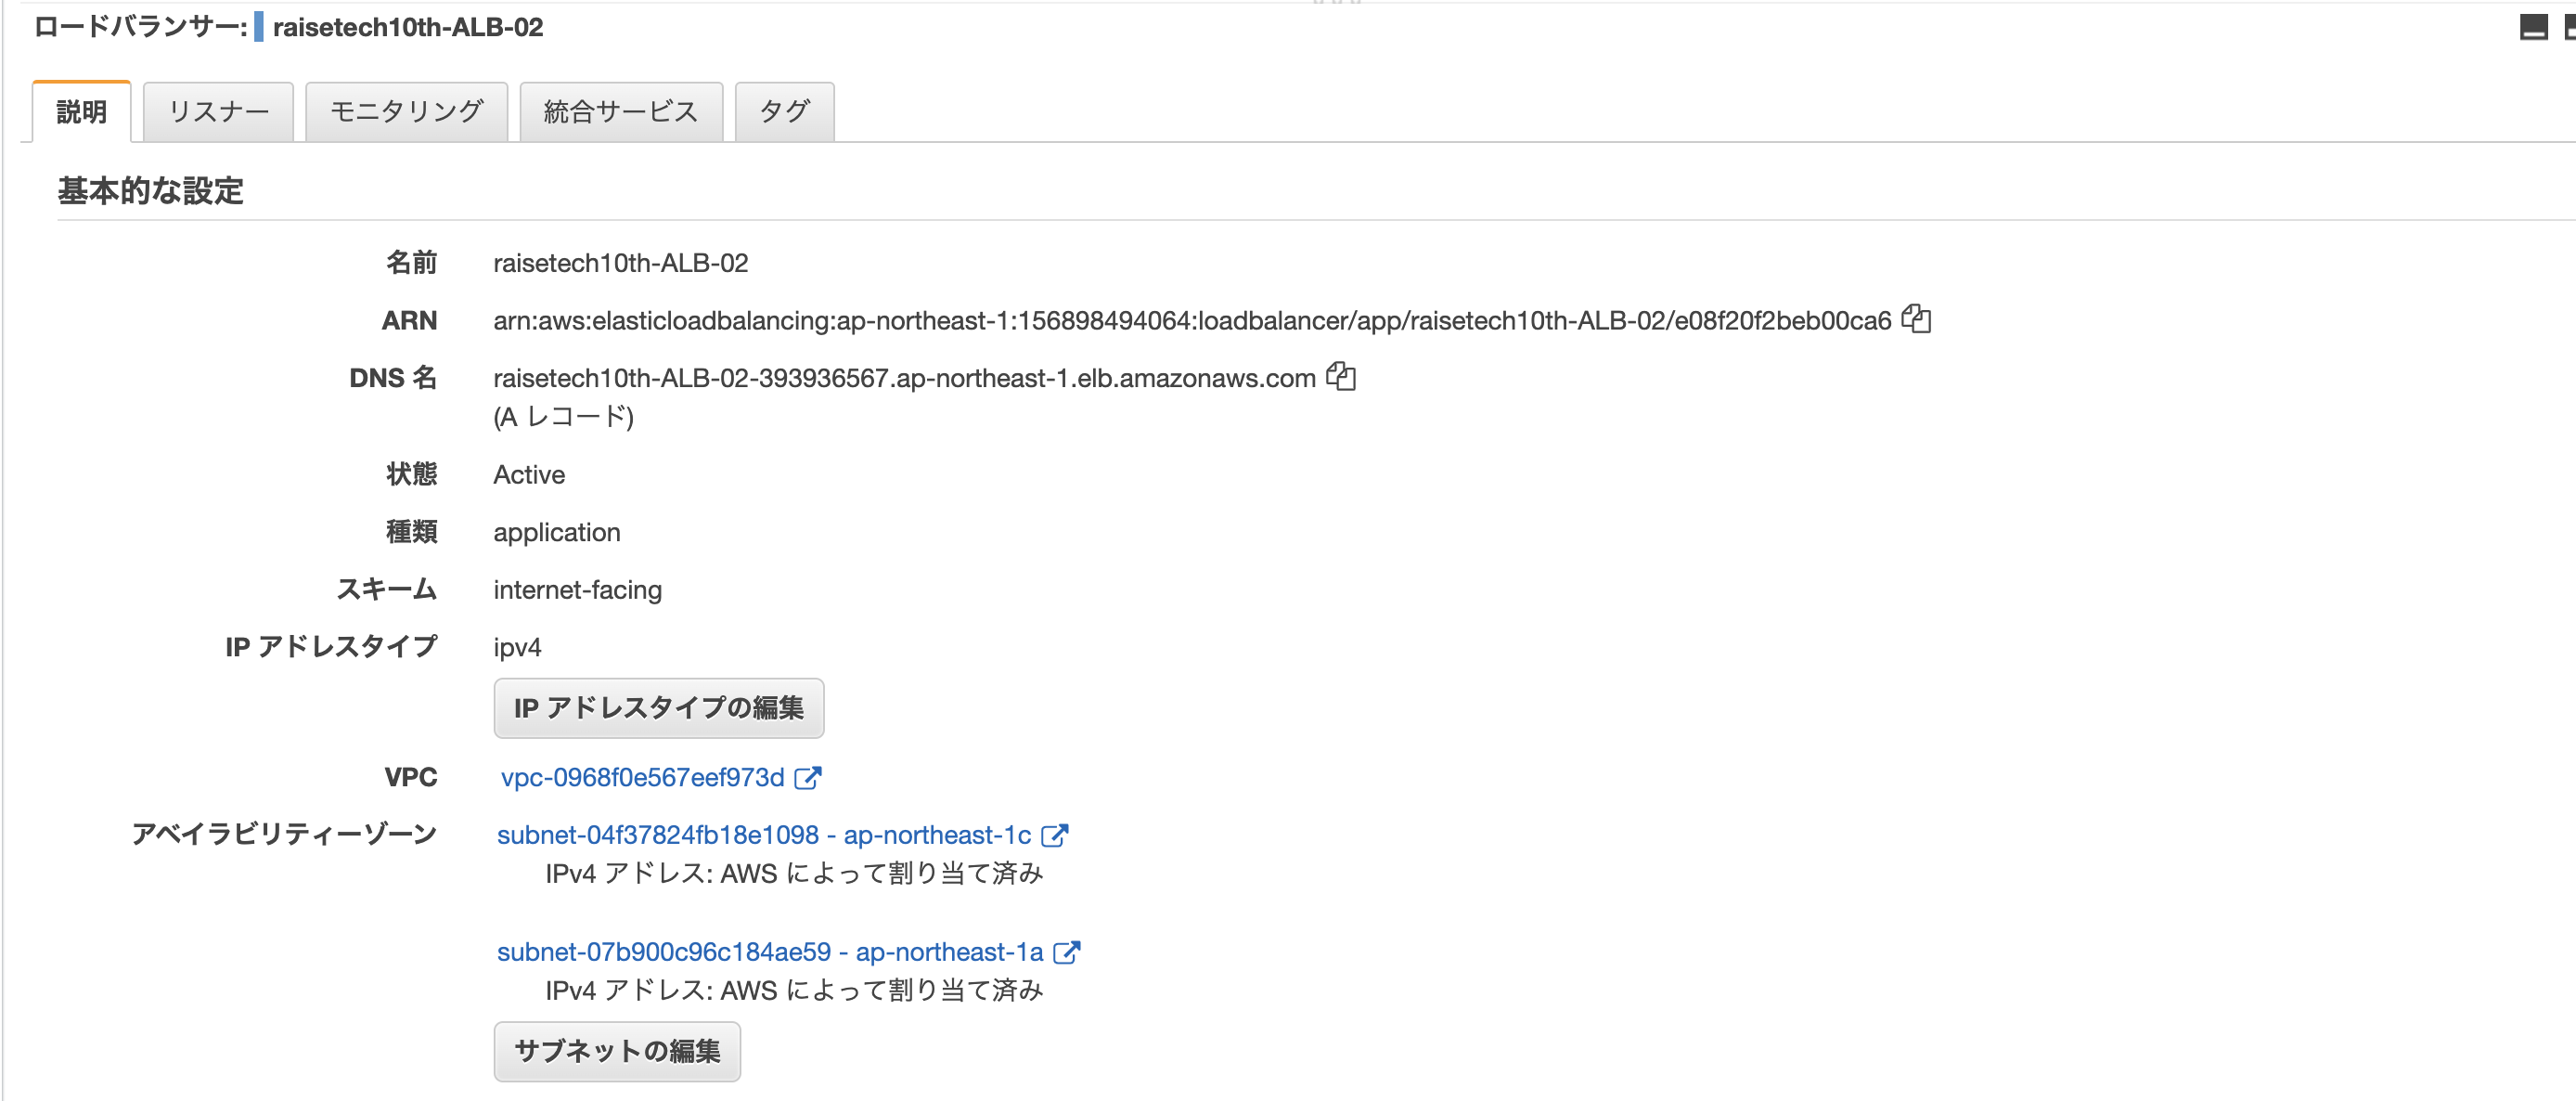 ロードバランサー: raisetech10th-ALB-02
説明 リスナー モニタリング 統合サービス タグ
基本的な設定
名前 raisetech10th-ALB-02
ARN arn:aws:elasticloadbalancing:ap-northeast-1:156898494064:loadbalancer/app/raisetech10th-ALB-02/e08f20f2beb00ca6
DNS 名 raisetech10th-ALB-02-393936567.ap-northeast-1.elb.amazonaws.com
(A レコード)
状態 Active
種類 application
スキーム internet-facing
IP アドレスタイプ ipv4
IP アドレスタイプの編集
VPC vpc-0968f0e567eef973d
アベイラビリティーゾーン subnet-04f37824fb18e1098 - ap-northeast-1c
IPv4 アドレス: AWS によって割り当て済み
subnet-07b900c96c184ae59 - ap-northeast-1a
IPv4 アドレス: AWS によって割り当て済み
サブネットの編集